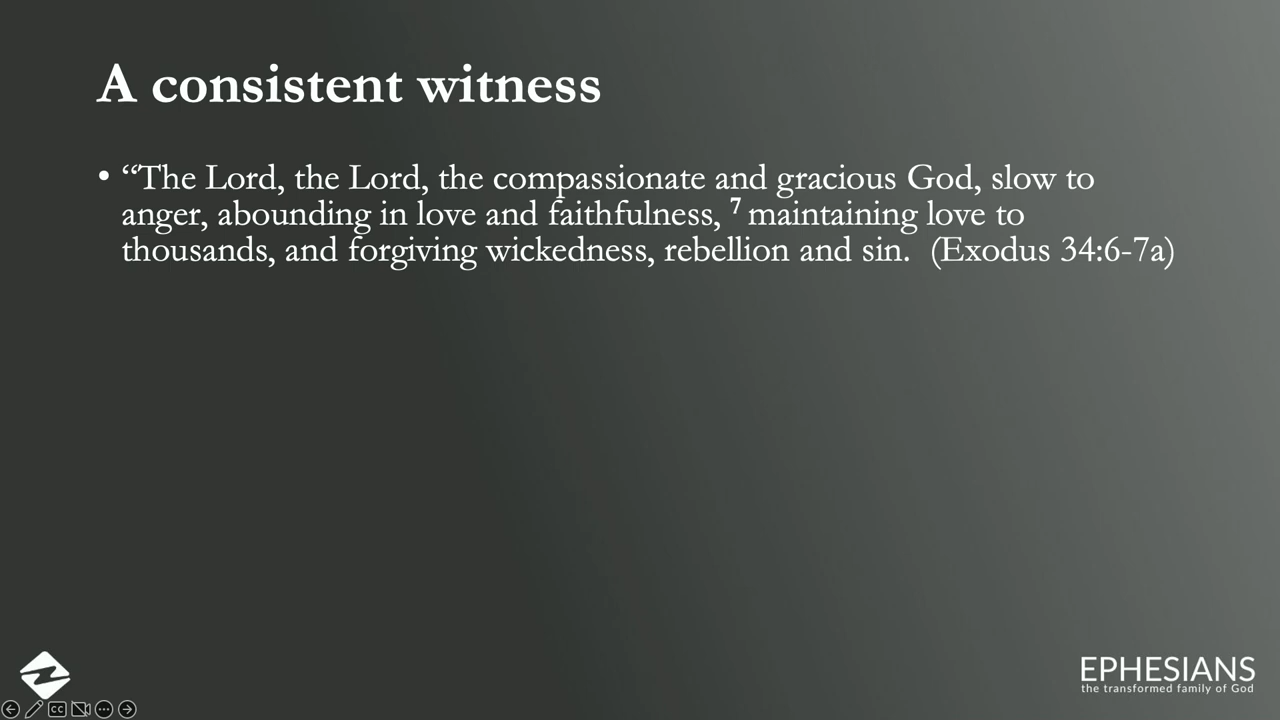 A consistent witness
• “The Lord, the Lord, the compassionate and gracious God, slow to
anger, abounding in love and faithfulness, ⁷ maintaining love to
thousands, and forgiving wickedness, rebellion and sin.  (Exodus 34:6-7a)
EPHESIANS
the transformed family of God
CC